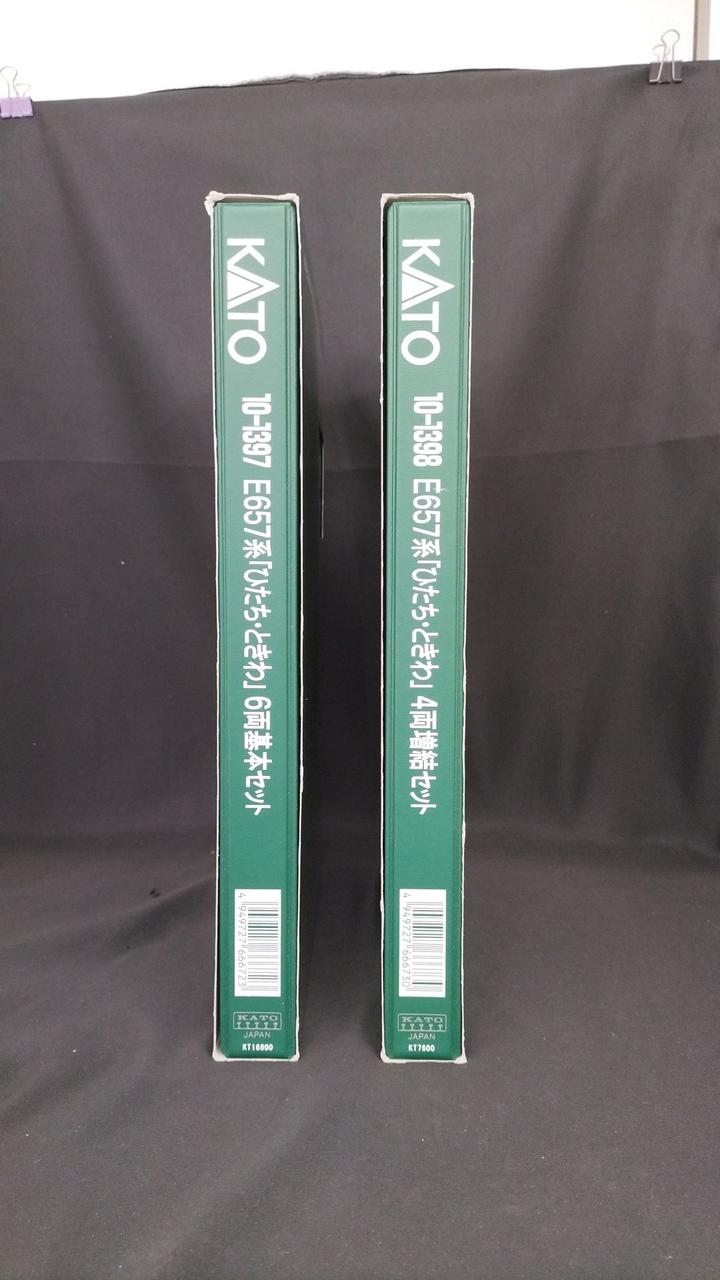 KATO
10-1397 E657系「ひたち・ときわ」6両基本セット
4 949727 666723
KATO
JAPAN
KT16800
KATO
10-1398 E657系「ひたち・ときわ」4両増結セット
4 949727 666730
KATO
JAPAN
KT7600